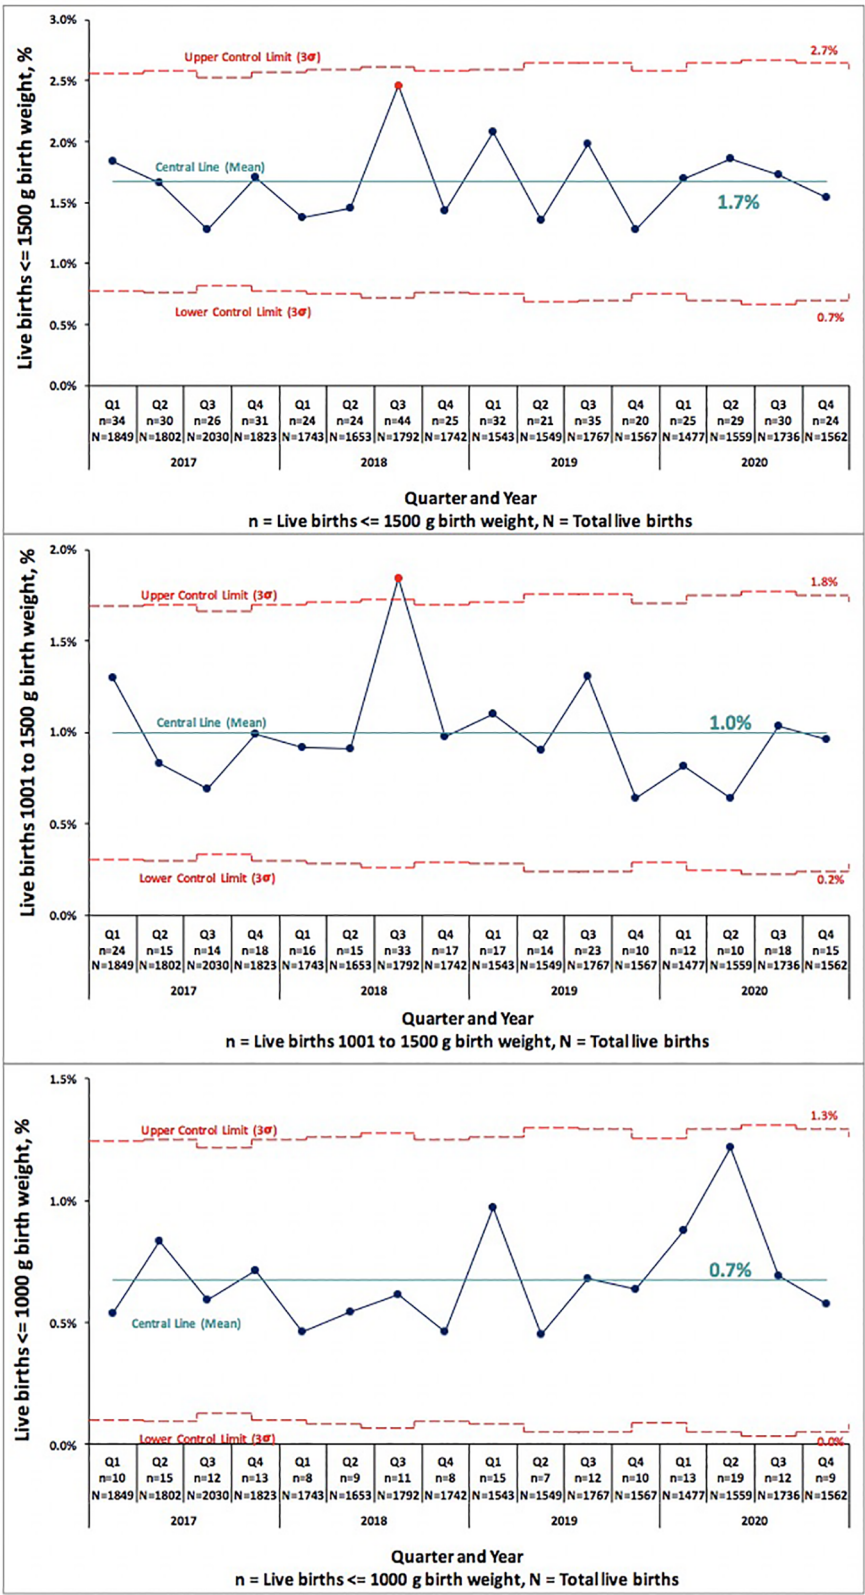 Live births <= 1500 g birth weight, %
3.0%
2.5%
2.0%
1.5%
1.0%
0.5%
0.0%
Upper Control Limit (3σ)
2.7%
Central Line (Mean)
1.7%
Lower Control Limit (3σ)
0.7%
Q1 Q2 Q3 Q4 Q1 Q2 Q3 Q4 Q1 Q2 Q3 Q4 Q1 Q2 Q3 Q4
n=34 n=30 n=26 n=31 n=24 n=24 n=44 n=25 n=32 n=21 n=35 n=20 n=25 n=29 n=30 n=24
N=1849 N=1802 N=2030 N=1823 N=1743 N=1653 N=1792 N=1742 N=1543 N=1549 N=1767 N=1567 N=1477 N=1559 N=1736 N=1562
2017 2018 2019 2020
Quarter and Year
n = Live births <= 1500 g birth weight, N = Total live births
Live births 1001 to 1500 g birth weight, %
2.0%
1.5%
1.0%
0.5%
0.0%
Upper Control Limit (3σ)
1.8%
Central Line (Mean)
1.0%
Lower Control Limit (3σ)
0.2%
Q1 Q2 Q3 Q4 Q1 Q2 Q3 Q4 Q1 Q2 Q3 Q4 Q1 Q2 Q3 Q4
n=24 n=15 n=14 n=18 n=16 n=15 n=33 n=17 n=17 n=14 n=23 n=10 n=12 n=10 n=18 n=15
N=1849 N=1802 N=2030 N=1823 N=1743 N=1653 N=1792 N=1742 N=1543 N=1549 N=1767 N=1567 N=1477 N=1559 N=1736 N=1562
2017 2018 2019 2020
Quarter and Year
n = Live births 1001 to 1500 g birth weight, N = Total live births
Live births <= 1000 g birth weight, %
1.5%
1.0%
0.5%
0.0%
Upper Control Limit (3σ)
1.3%
0.7%
Central Line (Mean)
Lower Control Limit (3σ)
0.0%
Q1 Q2 Q3 Q4 Q1 Q2 Q3 Q4 Q1 Q2 Q3 Q4 Q1 Q2 Q3 Q4
n=10 n=15 n=12 n=13 n=8 n=9 n=11 n=8 n=15 n=7 n=12 n=10 n=13 n=19 n=12 n=9
N=1849 N=1802 N=2030 N=1823 N=1743 N=1653 N=1792 N=1742 N=1543 N=1549 N=1767 N=1567 N=1477 N=1559 N=1736 N=1562
2017 2018 2019 2020
Quarter and Year
n = Live births <= 1000 g birth weight, N = Total live births